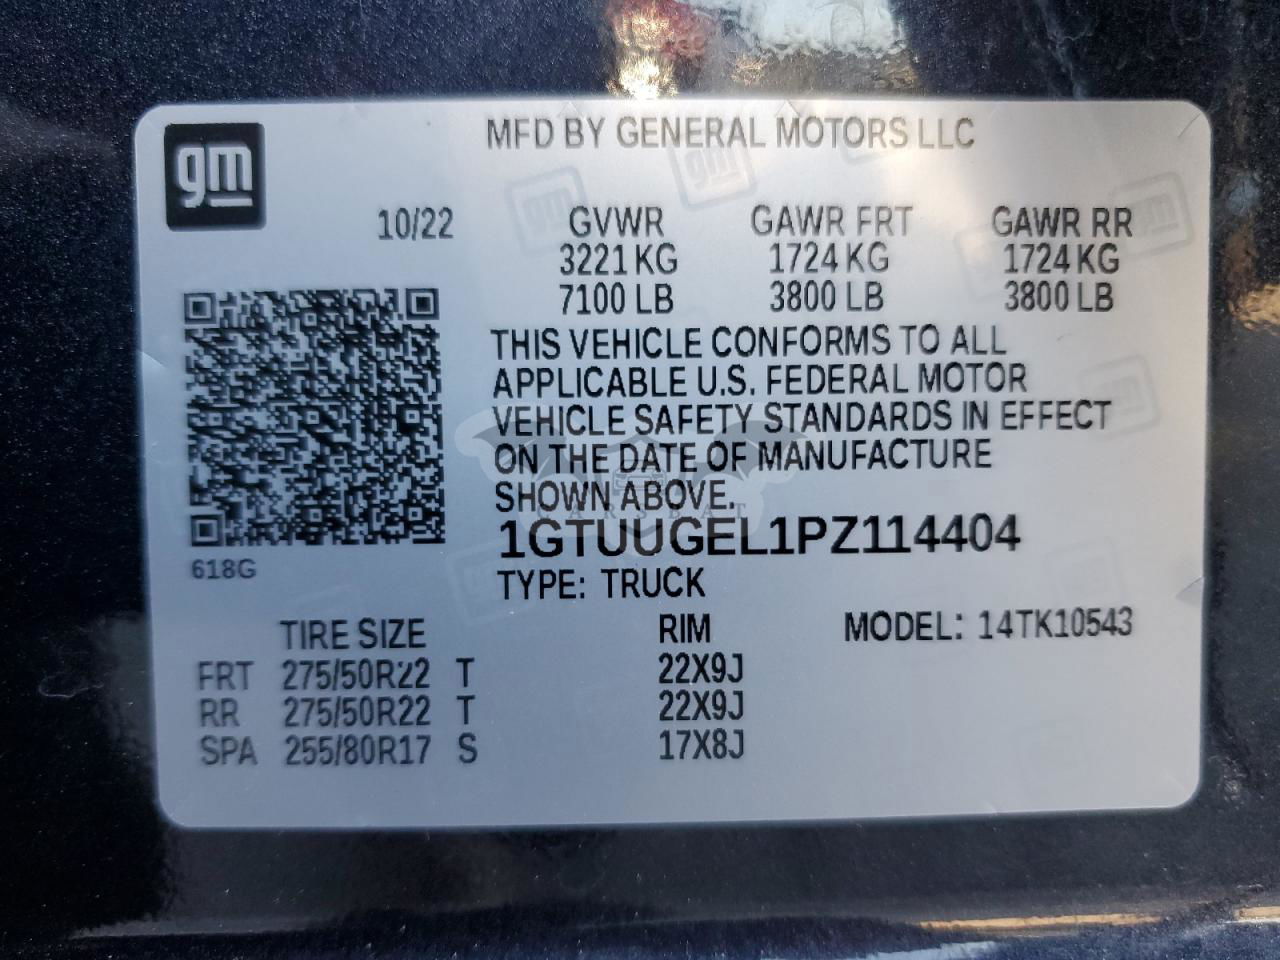 MFD BY GENERAL MOTORS LLC
gm
10/22 GVWR GAWR FRT GAWR RR
3221 KG 1724 KG 1724 KG
7100 LB 3800 LB 3800 LB
THIS VEHICLE CONFORMS TO ALL
APPLICABLE U.S. FEDERAL MOTOR
VEHICLE SAFETY STANDARDS IN EFFECT
ON THE DATE OF MANUFACTURE
SHOWN ABOVE.
CARSBAT
1GTUUGEL1PZ114404
618G
TYPE: TRUCK
TIRE SIZE RIM MODEL: 14TK10543
FRT 275/50R22 T 22X9J
RR 275/50R22 T 22X9J
SPA 255/80R17 S 17X8J